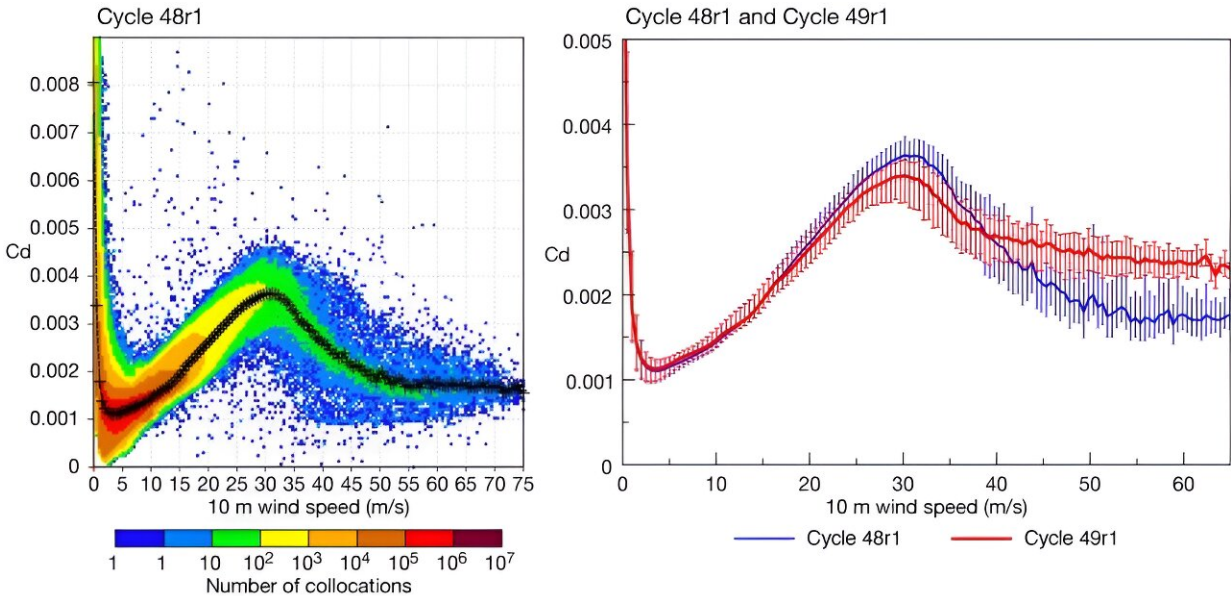 Cycle 48r1
0.008
0.007
0.006
0.005
Cd
0.004
0.003
0.002
0.001
0
0 5 10 15 20 25 30 35 40 45 50 55 60 65 70 75
10 m wind speed (m/s)
1 1 10 10² 10³ 10⁴ 10⁵ 10⁶ 10⁷
Number of collocations
Cycle 48r1 and Cycle 49r1
0.005
0.004
0.003
Cd
0.002
0.001
0
0 10 20 30 40 50 60
10 m wind speed (m/s)
Cycle 48r1 Cycle 49r1